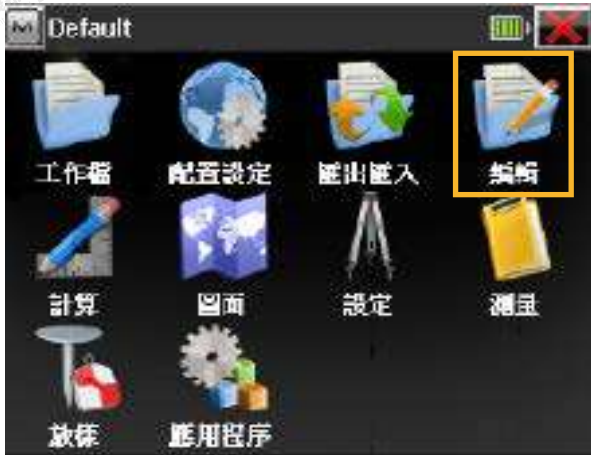 Default
工作檔 配置設定 匯出匯入 編輯
計算 圖面 設定 測量
放樣 應用程序